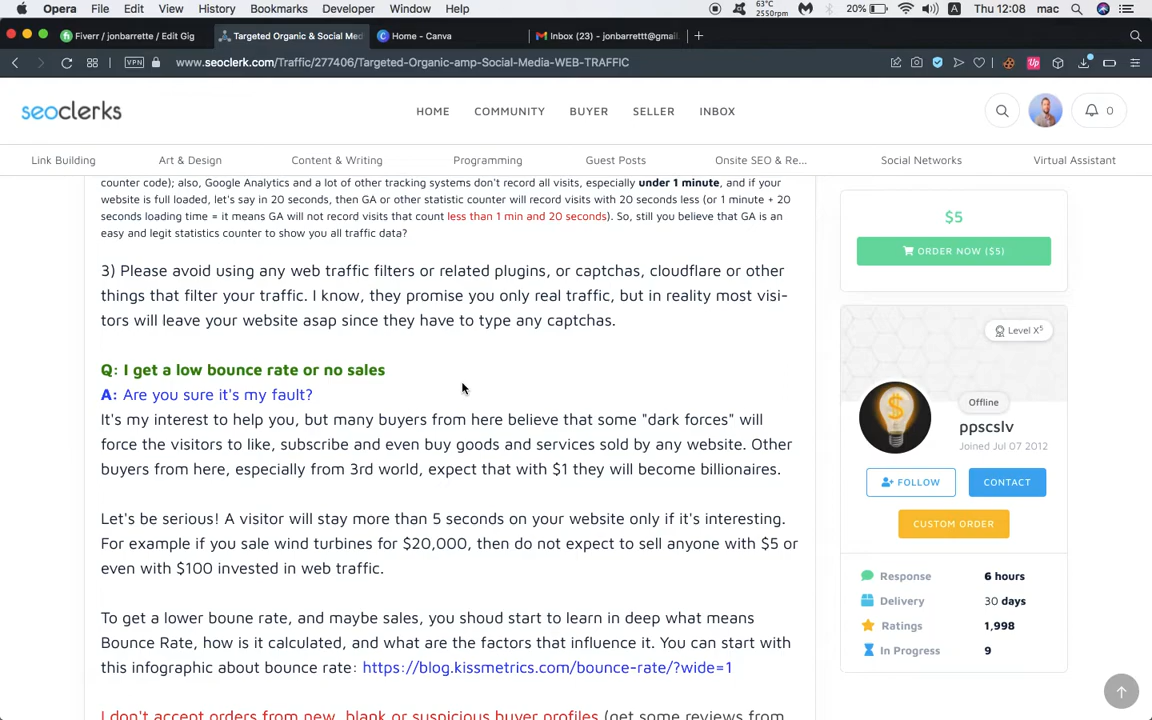 Opera File Edit View History Bookmarks Developer Window Help 63°C 2550rpm 20% A Thu 12:08 mac
Fiverr / jonbarrette / Edit Gig Targeted Organic & Social Med Home - Canva Inbox (23) - jonbarrettt@gmail.
VPN www.seoclerk.com/Traffic/277406/Targeted-Organic-amp-Social-Media-WEB-TRAFFIC
seoclerks HOME COMMUNITY BUYER SELLER INBOX 0
Link Building Art & Design Content & Writing Programming Guest Posts Onsite SEO & Re... Social Networks Virtual Assistant
counter code); also, Google Analytics and a lot of other tracking systems don't record all visits, especially under 1 minute, and if your
website is full loaded, let's say in 20 seconds, then GA or other statistic counter will record visits with 20 seconds less (or 1 minute + 20
seconds loading time = it means GA will not record visits that count less than 1 min and 20 seconds). So, still you believe that GA is an
easy and legit statistics counter to show you all traffic data?
3) Please avoid using any web traffic filters or related plugins, or captchas, cloudflare or other
things that filter your traffic. I know, they promise you only real traffic, but in reality most visi-
tors will leave your website asap since they have to type any captchas.
Q: I get a low bounce rate or no sales
A: Are you sure it's my fault?
It's my interest to help you, but many buyers from here believe that some "dark forces" will
force the visitors to like, subscribe and even buy goods and services sold by any website. Other
buyers from here, especially from 3rd world, expect that with $1 they will become billionaires.
Let's be serious! A visitor will stay more than 5 seconds on your website only if it's interesting.
For example if you sale wind turbines for $20,000, then do not expect to sell anyone with $5 or
even with $100 invested in web traffic.
To get a lower boune rate, and maybe sales, you shoud start to learn in deep what means
Bounce Rate, how is it calculated, and what are the factors that influence it. You can start with
this infographic about bounce rate: https://blog.kissmetrics.com/bounce-rate/?wide=1
I don't accept orders from new, blank or suspicious buyer profiles (get some reviews from
$5
ORDER NOW ($5)
Level X5
$
Offline
ppscslv
Joined Jul 07 2012
FOLLOW CONTACT
CUSTOM ORDER
Response 6 hours
Delivery 30 days
Ratings 1,998
In Progress 9